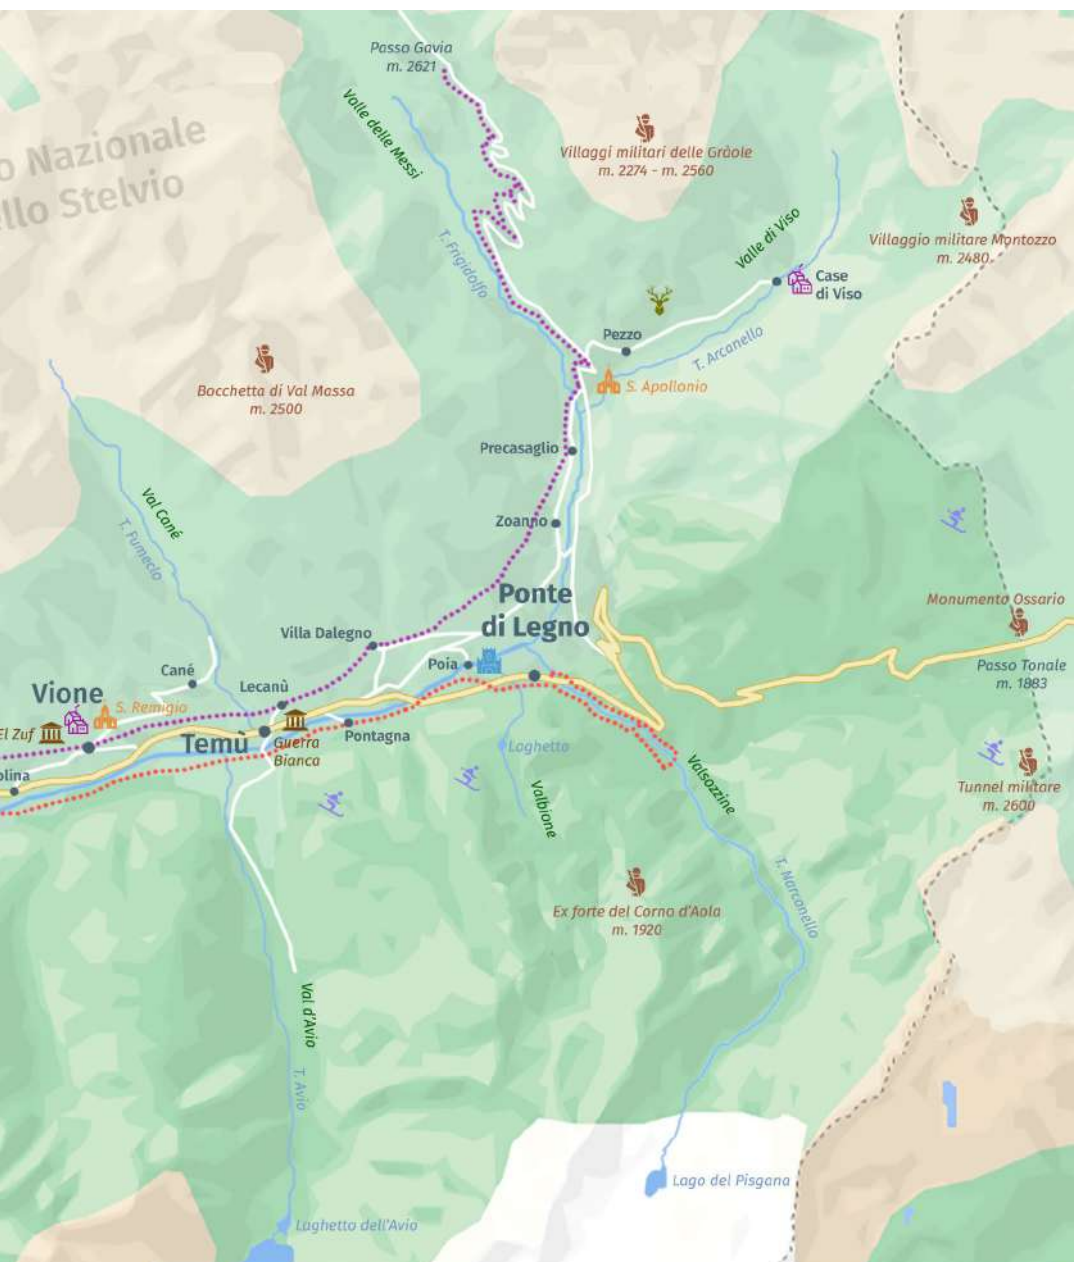 Passo Gavia
m. 2621
Valle delle Messi
o Nazionale
llo Stelvio
Villaggi militari delle Gràole
m. 2274 - m. 2560
Valle di Viso
Villaggio militare Montozzo
m. 2480
T. Frigidolfo
Case
di Viso
Pezzo
T. Arcanello
S. Apollonio
Bocchetta di Val Massa
m. 2500
Precasaglio
Val Cané
T. Fumeclo
Zoanno
Ponte
di Legno
Monumento Ossario
Villa Dalegno
Poia
Passo Tonale
m. 1883
Cané
Lecanù
Vione
S. Remigio
El Zuf
Temù
Guerra
Bianca
Pontagna
Laghetto
Valsozzine
olina
Valbione
Tunnel militare
m. 2600
T. Narcanello
Ex forte del Corno d'Aola
m. 1920
Val d'Avio
T. Avio
Lago del Pisgana
Laghetto dell'Avio